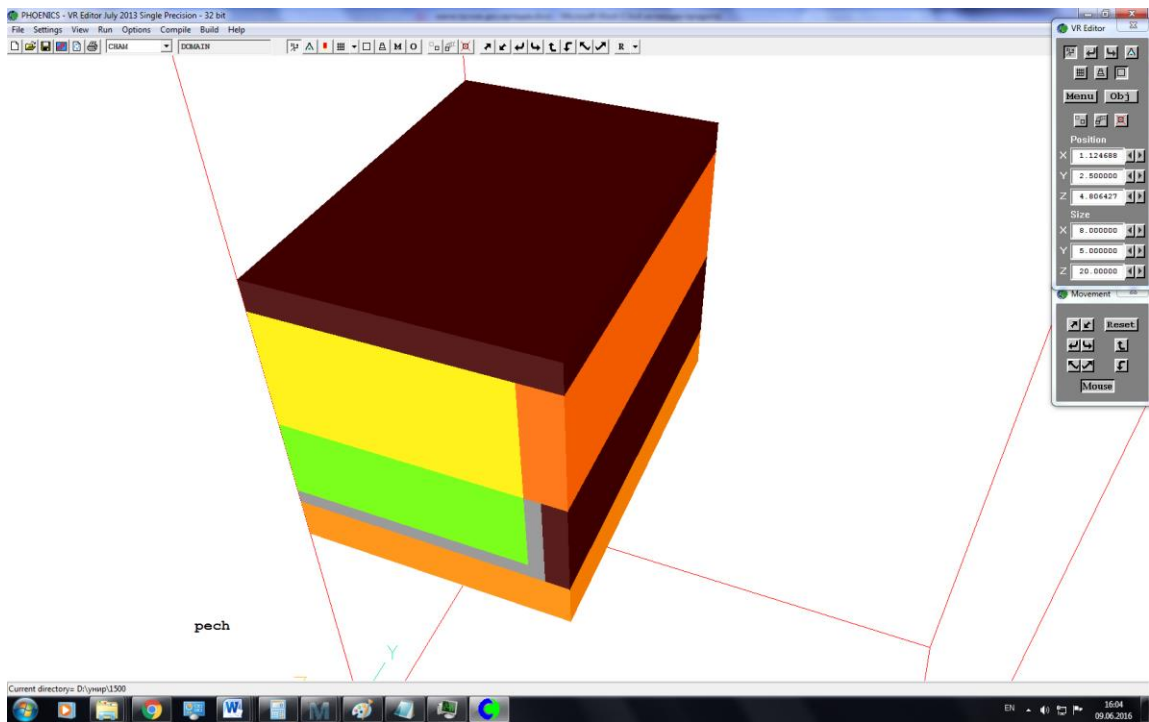 PHOENICS - VR Editor July 2013 Single Precision - 32 bit
File Settings View Run Options Compile Build Help
CHAM DOMAIN M O R
VR Editor
Menu Obj
Position
X 1.124688
Y 2.500000
Z 4.806427
Size
X 8.000000
Y 5.000000
Z 20.00000
Movement
Reset
Mouse
pech
Y
Current directory= D:\унир\1500
EN 16:04
09.06.2016